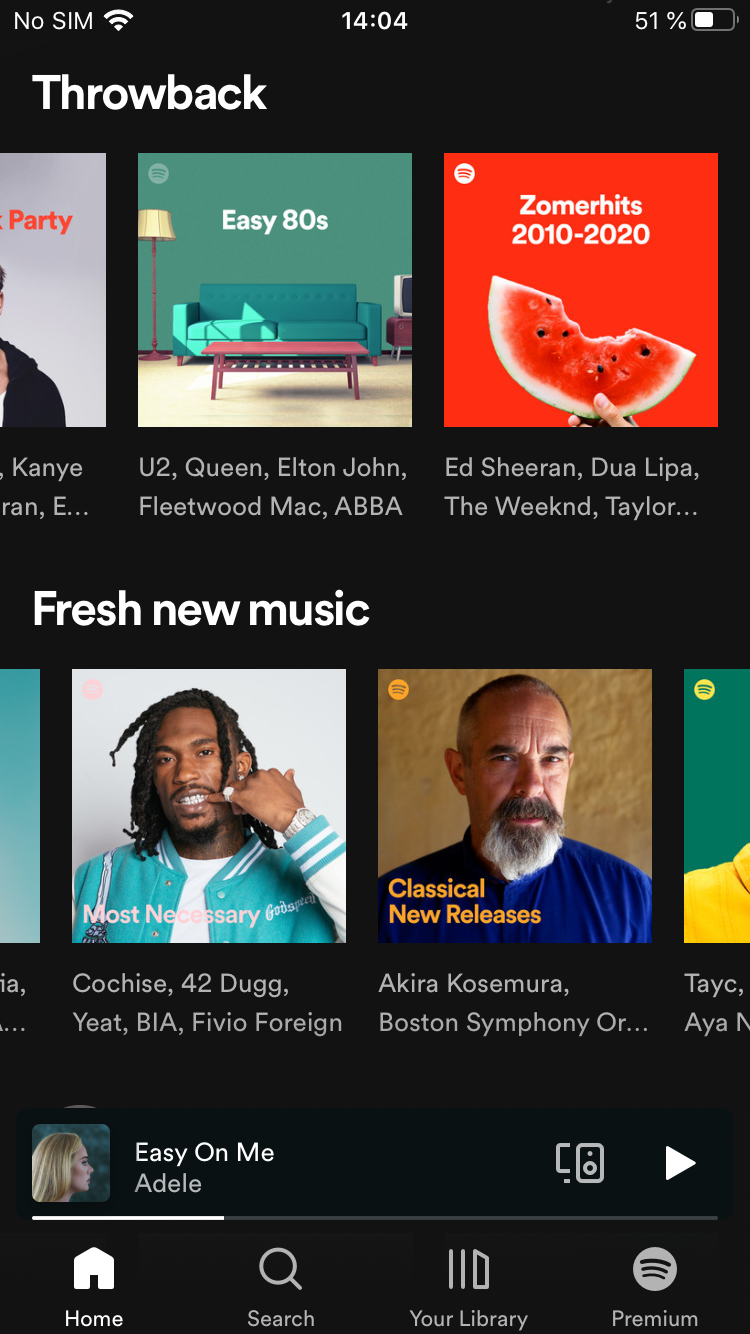 No SIM 14:04 51 %
Throwback
Party
Easy 80s
Zomerhits
2010-2020
, Kanye
ran, E...
U2, Queen, Elton John,
Fleetwood Mac, ABBA
Ed Sheeran, Dua Lipa,
The Weeknd, Taylor...
Fresh new music
Most Necessary
Godspeed
Classical
New Releases
ia,
A...
Cochise, 42 Dugg,
Yeat, BIA, Fivio Foreign
Akira Kosemura,
Boston Symphony Or...
Tayc,
Aya N
Easy On Me
Adele
Home
Search
Your Library
Premium